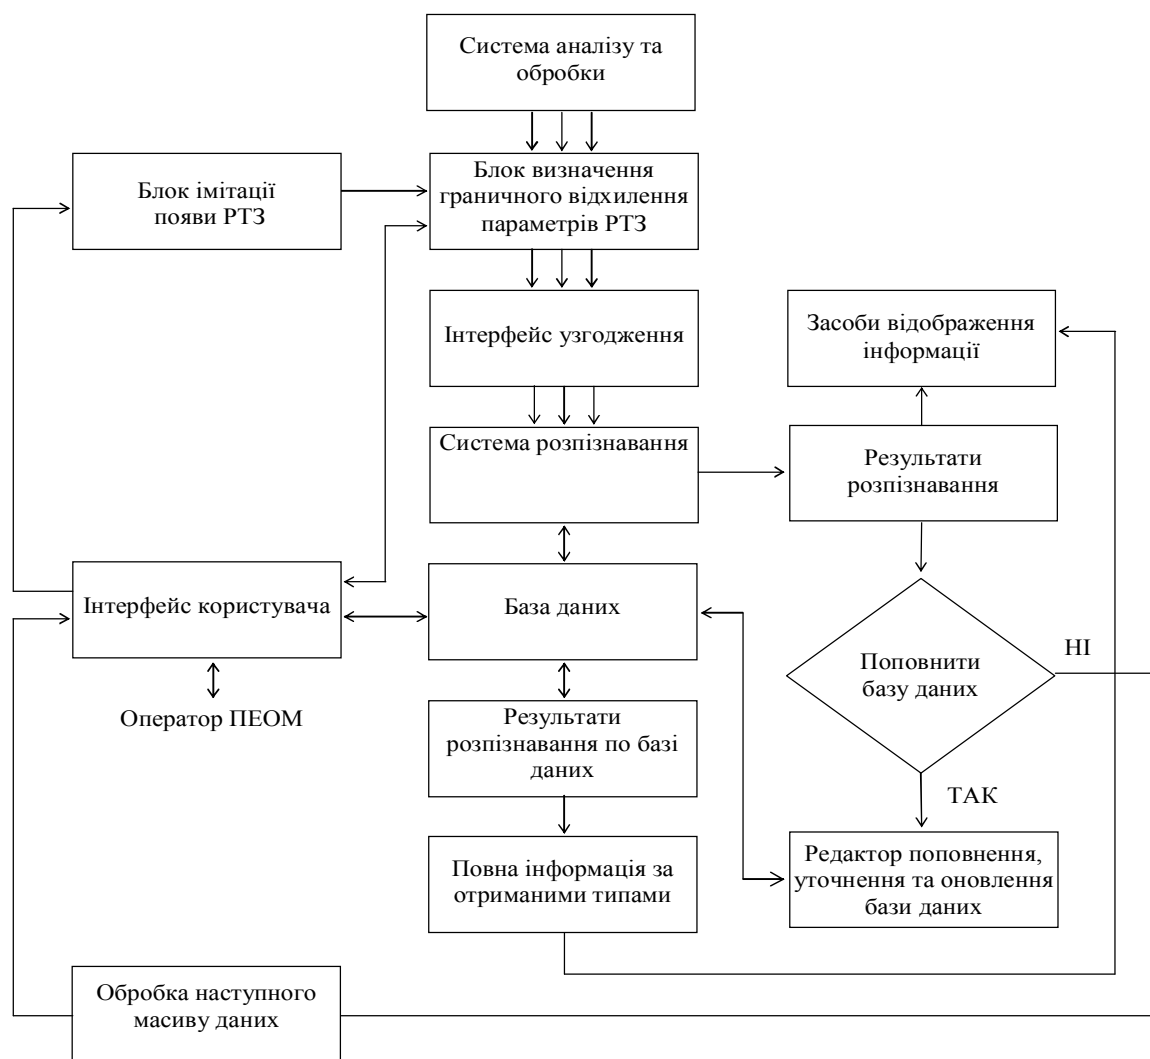 Система аналізу та
обробки
Блок імітації
появи РТЗ
Блок визначення
граничного відхилення
параметрів РТЗ
Інтерфейс узгодження
Засоби відображення
інформації
Система розпізнавання
Результати
розпізнавання
Інтерфейс користувача
База даних
Поповнити
базу даних
НІ
Оператор ПЕОМ
Результати
розпізнавання по базі
даних
ТАК
Повна інформація за
отриманими типами
Редактор поповнення,
уточнення та оновлення
бази даних
Обробка наступного
масиву даних